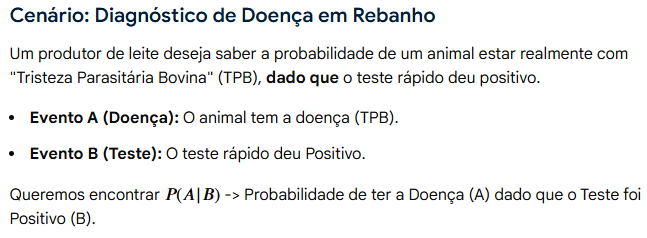 Cenário: Diagnóstico de Doença em Rebanho
Um produtor de leite deseja saber a probabilidade de um animal estar realmente com
"Tristeza Parasitária Bovina" (TPB), dado que o teste rápido deu positivo.
• Evento A (Doença): O animal tem a doença (TPB).
• Evento B (Teste): O teste rápido deu Positivo.
Queremos encontrar P(A|B) -> Probabilidade de ter a Doença (A) dado que o Teste foi
Positivo (B).